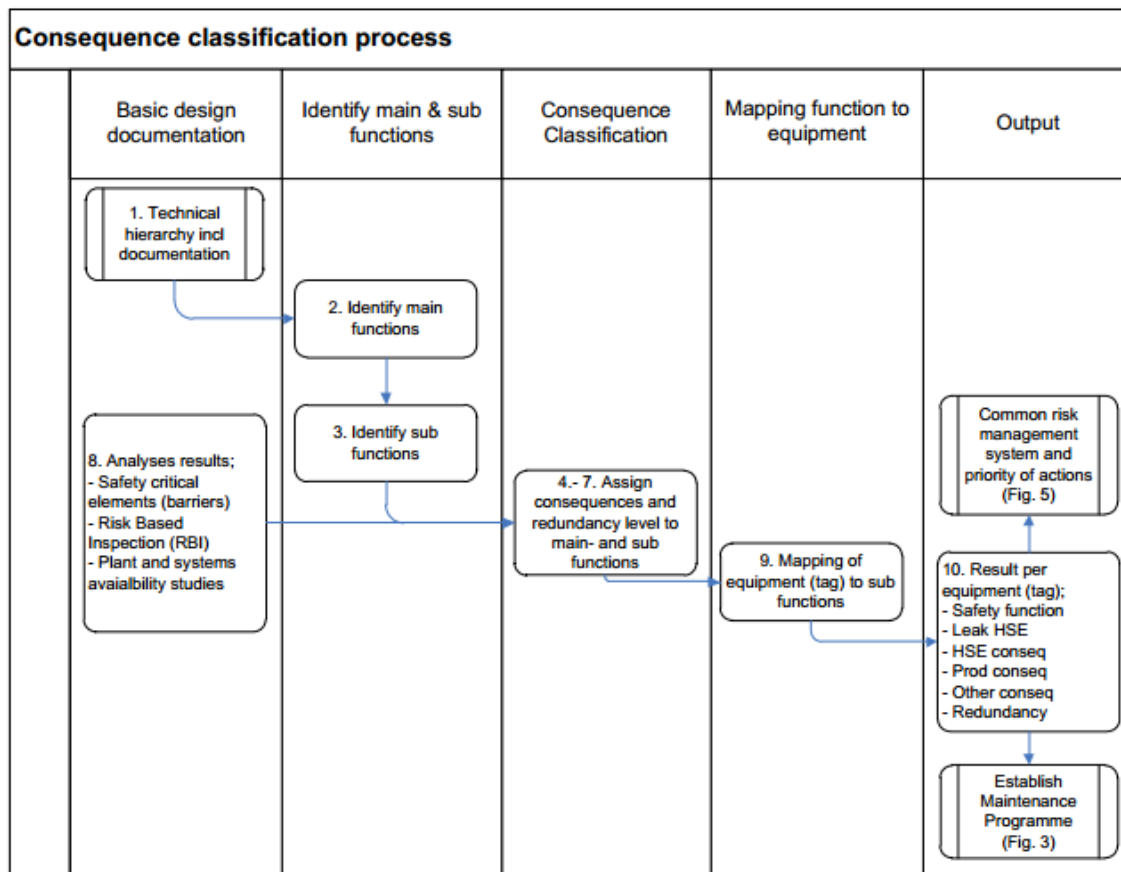 Consequence classification process
Basic design
documentation
Identify main & sub
functions
Consequence
Classification
Mapping function to
equipment
Output
1. Technical
hierarchy incl
documentation
2. Identify main
functions
3. Identify sub
functions
8. Analyses results;
- Safety critical
elements (barriers)
- Risk Based
Inspection (RBI)
- Plant and systems
avaialbility studies
4.- 7. Assign
consequences and
redundancy level to
main- and sub
functions
9. Mapping of
equipment (tag) to sub
functions
Common risk
management
system and
priority of actions
(Fig. 5)
10. Result per
equipment (tag);
- Safety function
- Leak HSE
- HSE conseq
- Prod conseq
- Other conseq
- Redundancy
Establish
Maintenance
Programme
(Fig. 3)